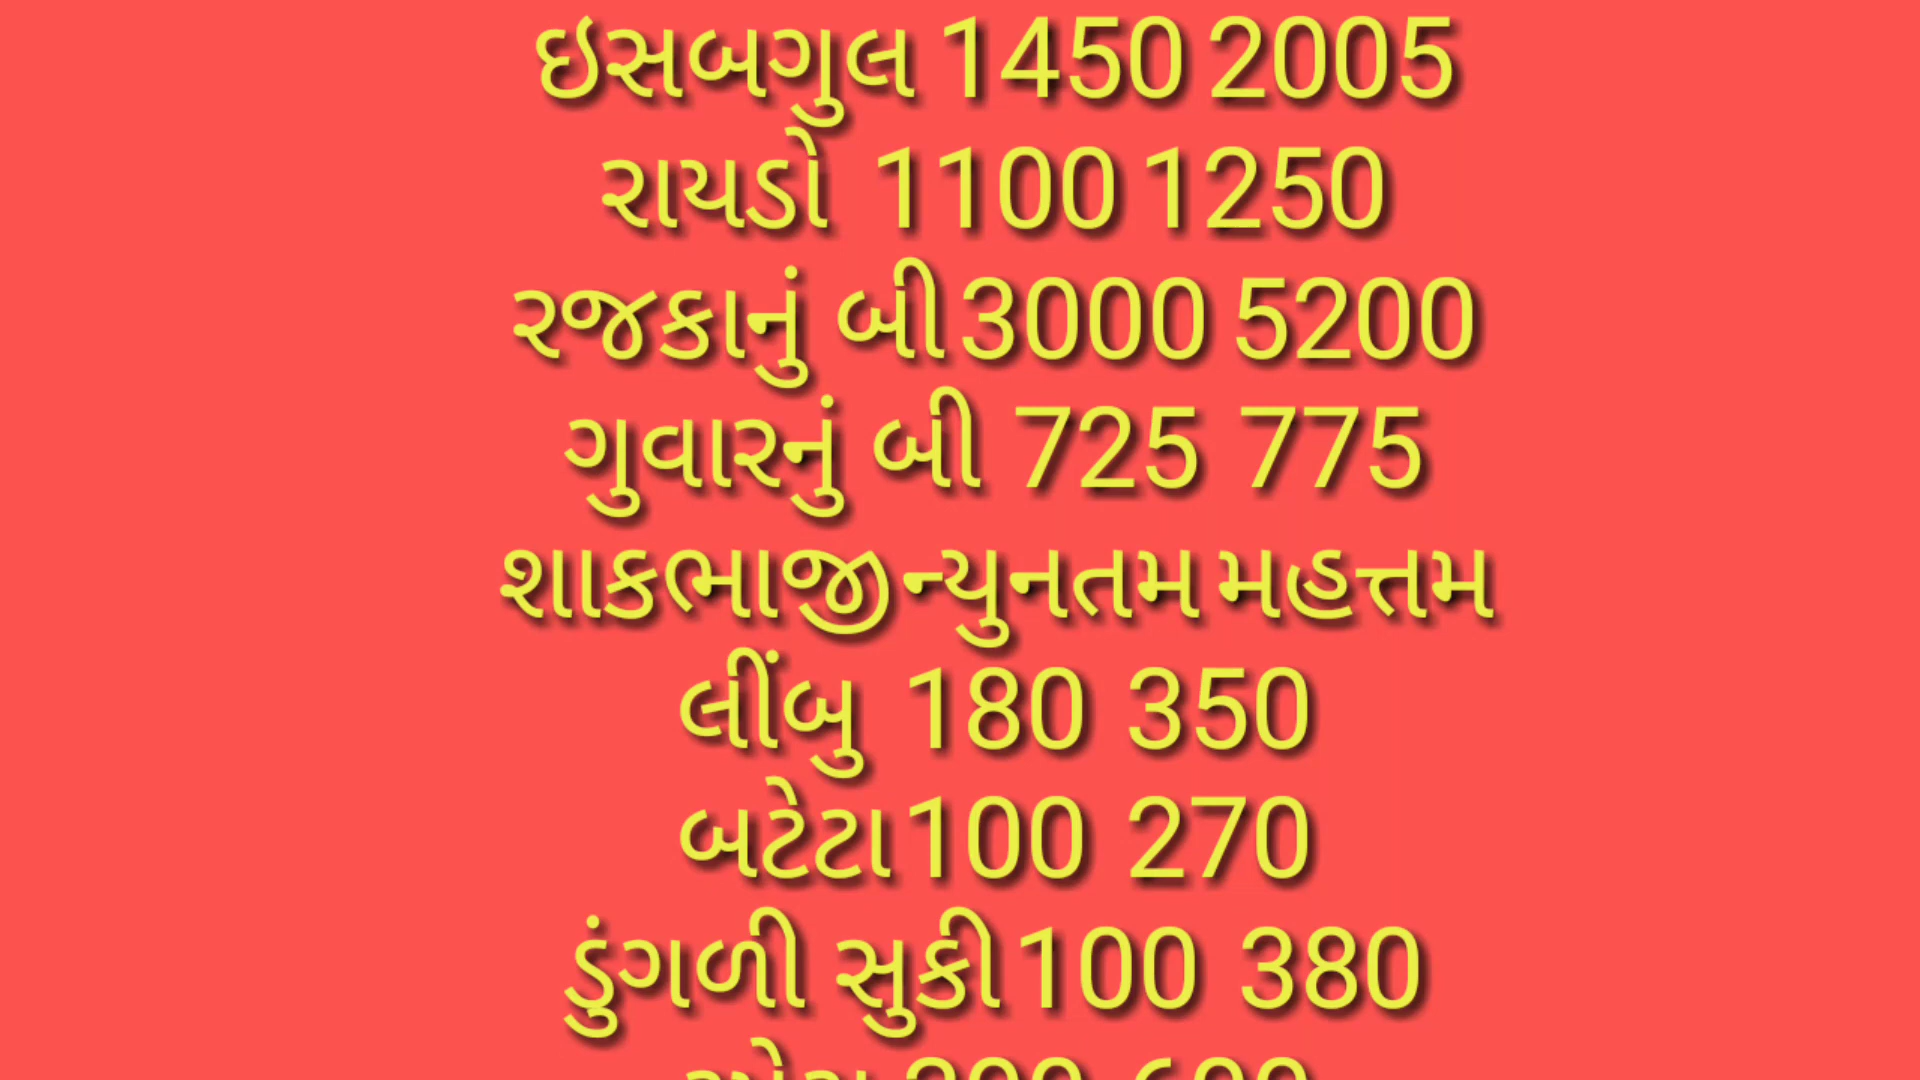 ઇસબગુલ 1450 2005
રાયડો 1100 1250
રજકાનું બી 3000 5200
ગુવારનું બી 725 775
શાકભાજી ન્યુનતમ મહત્તમ
લીંબુ 180 350
બટેટા 100 270
ડુંગળી સુકી 100 380